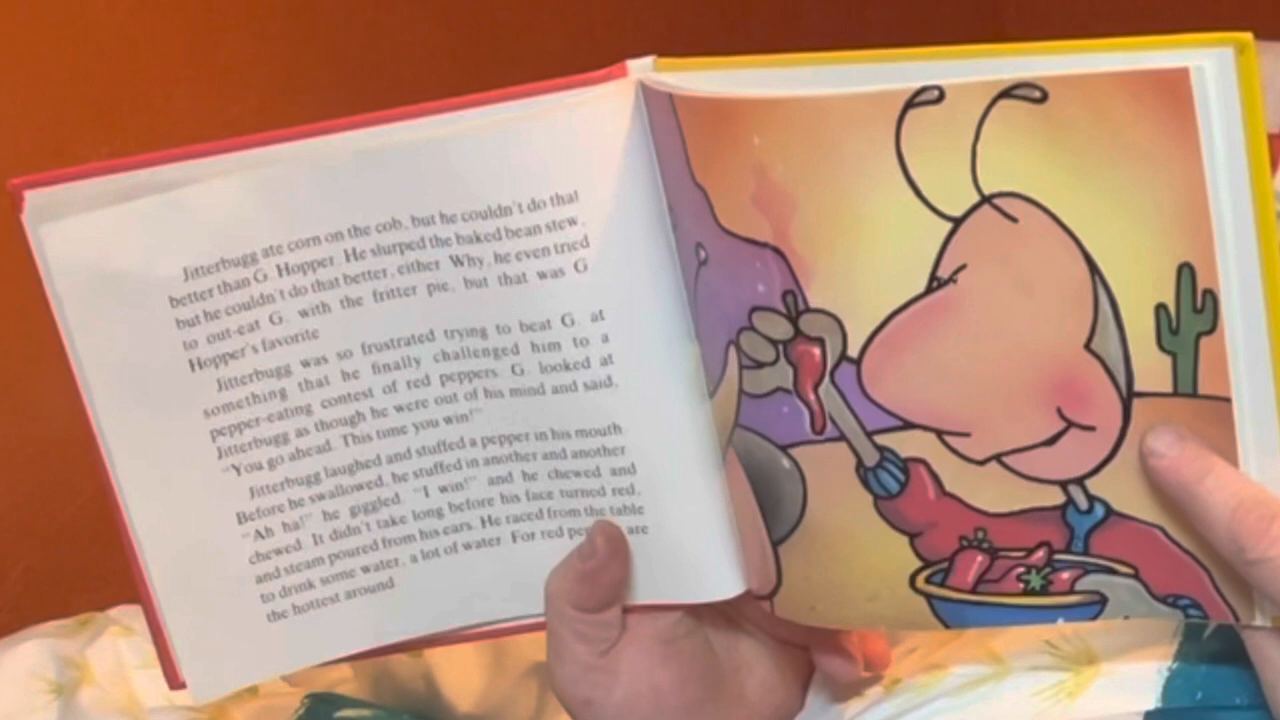 Jitterbugg ate corn on the cob, but he couldn't do that
better than G. Hopper. He slurped the baked bean stew,
but he couldn't do that better, either. Why, he even tried
to out-eat G. with the fritter pie, but that was G.
Hopper's favorite.
Jitterbugg was so frustrated trying to beat G. at
something that he finally challenged him to a
pepper-eating contest of red peppers. G. looked at
Jitterbugg as though he were out of his mind and said,
"You go ahead. This time you win!"
Jitterbugg laughed and stuffed a pepper in his mouth.
Before he swallowed, he stuffed in another and another.
"Ah ha!" he giggled. "I win!" and he chewed and
chewed. It didn't take long before his face turned red,
and steam poured from his ears. He raced from the table
to drink some water, a lot of water. For red are
the hottest around.